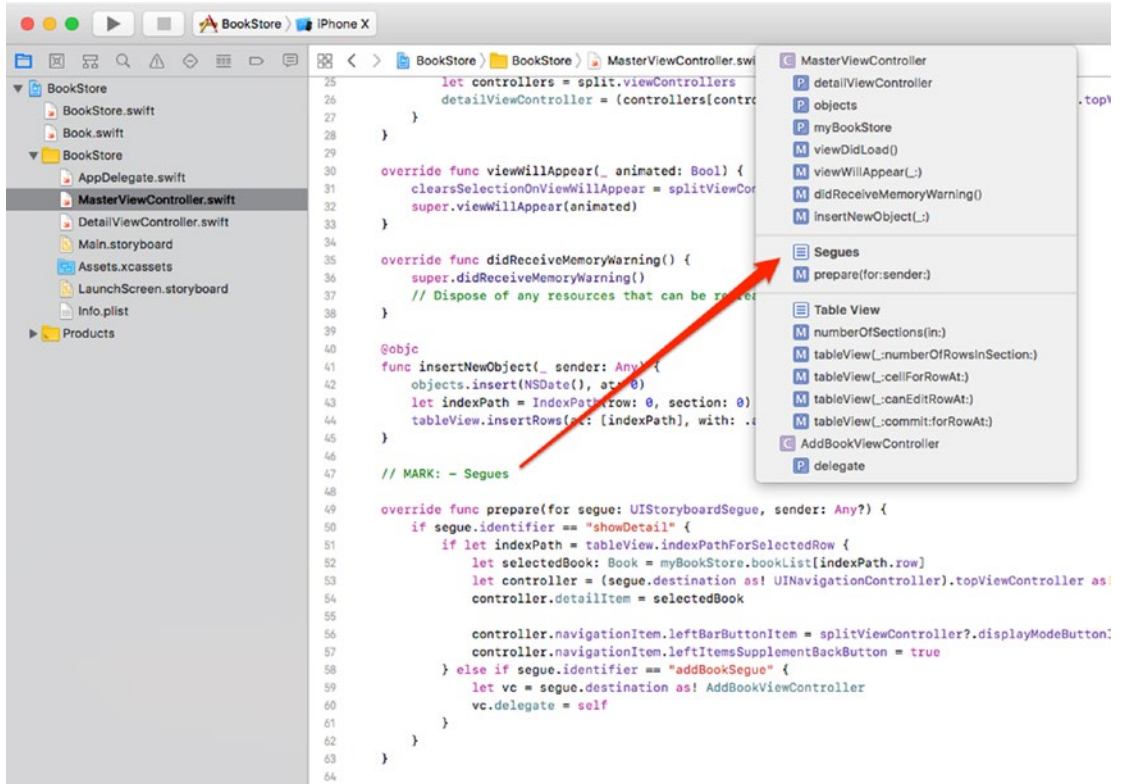 BookStore iPhone X
BookStore BookStore MasterViewController.swi
BookStore
BookStore.swift
Book.swift
BookStore
AppDelegate.swift
MasterViewController.swift
DetailViewController.swift
Main.storyboard
Assets.xcassets
LaunchScreen.storyboard
Info.plist
Products
25 let controllers = split.viewControllers
26 detailViewController = (controllers[contro .topV
27 }
28 }
29
30 override func viewWillAppear(_ animated: Bool) {
31 clearsSelectionOnViewWillAppear = splitViewCon
32 super.viewWillAppear(animated)
33 }
34
35 override func didReceiveMemoryWarning() {
36 super.didReceiveMemoryWarning()
37 // Dispose of any resources that can be
38 }
39
40 @objc
41 func insertNewObject(_ sender: Any) {
42 objects.insert(NSDate(), at: 0)
43 let indexPath = IndexPath(row: 0, section: 0)
44 tableView.insertRows(at: [indexPath], with: .a
45 }
46
47 // MARK: - Segues
48
49 override func prepare(for segue: UIStoryboardSegue, sender: Any?) {
50 if segue.identifier == "showDetail" {
51 if let indexPath = tableView.indexPathForSelectedRow {
52 let selectedBook: Book = myBookStore.bookList[indexPath.row]
53 let controller = (segue.destination as! UINavigationController).topViewController as!
54 controller.detailItem = selectedBook
55
56 controller.navigationItem.leftBarButtonItem = splitViewController?.displayModeButtonI
57 controller.navigationItem.leftItemsSupplementBackButton = true
58 } else if segue.identifier == "addBookSegue" {
59 let vc = segue.destination as! AddBookViewController
60 vc.delegate = self
61 }
62 }
63 }
64
C MasterViewController
P detailViewController
P objects
P myBookStore
M viewDidLoad()
M viewWillAppear(_:)
M didReceiveMemoryWarning()
M insertNewObject(_:)
Segues
M prepare(for:sender:)
Table View
M numberOfSections(in:)
M tableView(_:numberOfRowsInSection:)
M tableView(_:cellForRowAt:)
M tableView(_:canEditRowAt:)
M tableView(_:commit:forRowAt:)
C AddBookViewController
P delegate